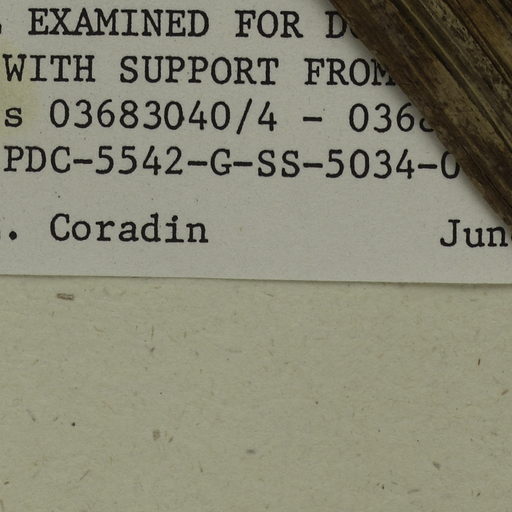 EXAMINED FOR
WITH SUPPORT FROM
s 03683040/4 - 036
PDC-5542-G-SS-5034-0
. Coradin Jun